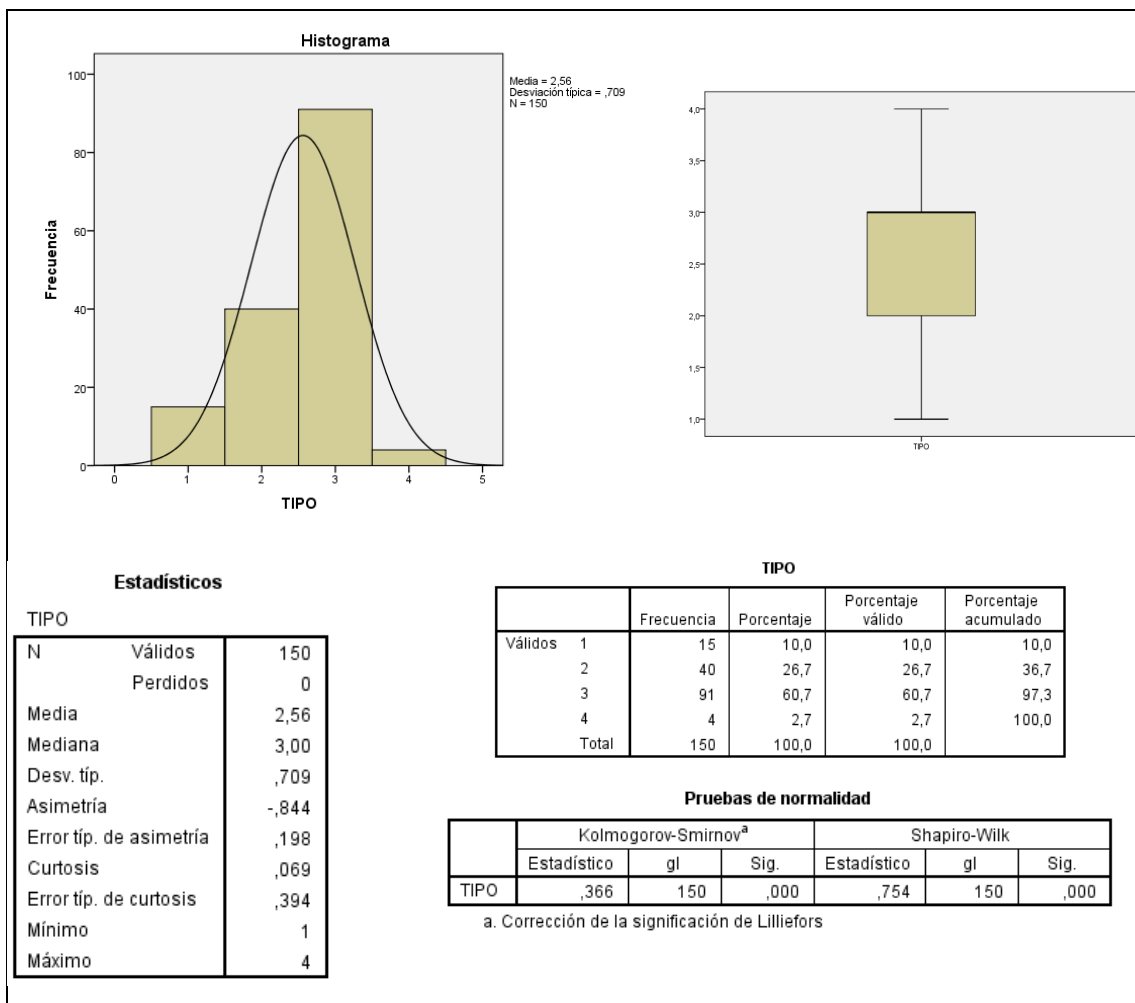 Histograma
Media = 2,56
Desviación típica = ,709
N = 150
100
80
60
40
20
0
Frecuencia
0 1 2 3 4 5
TIPO
4,0
3,5
3,0
2,5
2,0
1,5
1,0
TIPO
Estadísticos
TIPO
N Válidos 150
Perdidos 0
Media 2,56
Mediana 3,00
Desv. típ. ,709
Asimetría -,844
Error típ. de asimetría ,198
Curtosis ,069
Error típ. de curtosis ,394
Mínimo 1
Máximo 4
TIPO
Frecuencia Porcentaje Porcentaje válido Porcentaje acumulado
Válidos 1 15 10,0 10,0 10,0
2 40 26,7 26,7 36,7
3 91 60,7 60,7 97,3
4 4 2,7 2,7 100,0
Total 150 100,0 100,0
Pruebas de normalidad
Kolmogorov-Smirnovª Shapiro-Wilk
Estadístico gl Sig. Estadístico gl Sig.
TIPO ,366 150 ,000 ,754 150 ,000
a. Corrección de la significación de Lilliefors